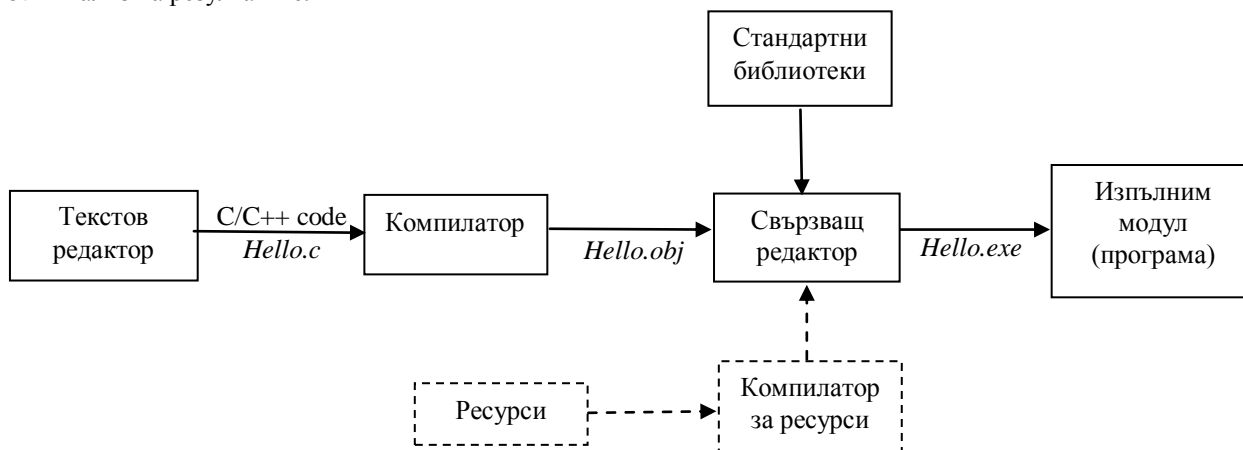 Стандартни
библиотеки
Текстов
редактор
C/C++ code
Hello.c
Компилатор
Hello.obj
Свързващ
редактор
Hello.exe
Изпълним
модул
(програма)
Ресурси
Компилатор
за ресурси